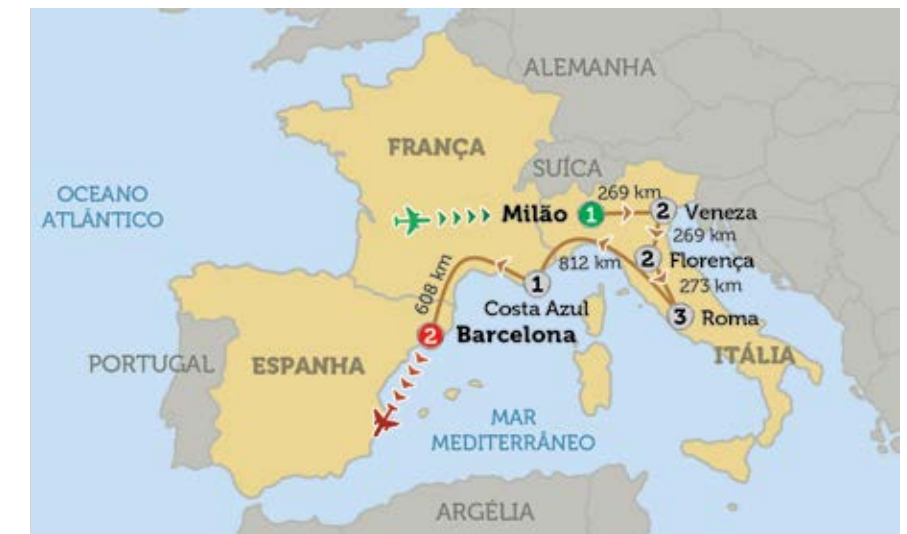 ALEMANHA
FRANÇA
SUÍCA
OCEANO
ATLÂNTICO
269 km
Milão 1
2 Veneza
269 km
2 Florença
812 km
273 km
608 km
1
Costa Azul
3 Roma
2 Barcelona
PORTUGAL
ESPANHA
ITÁLIA
MAR
MEDITERRÂNEO
ARGÉLIA